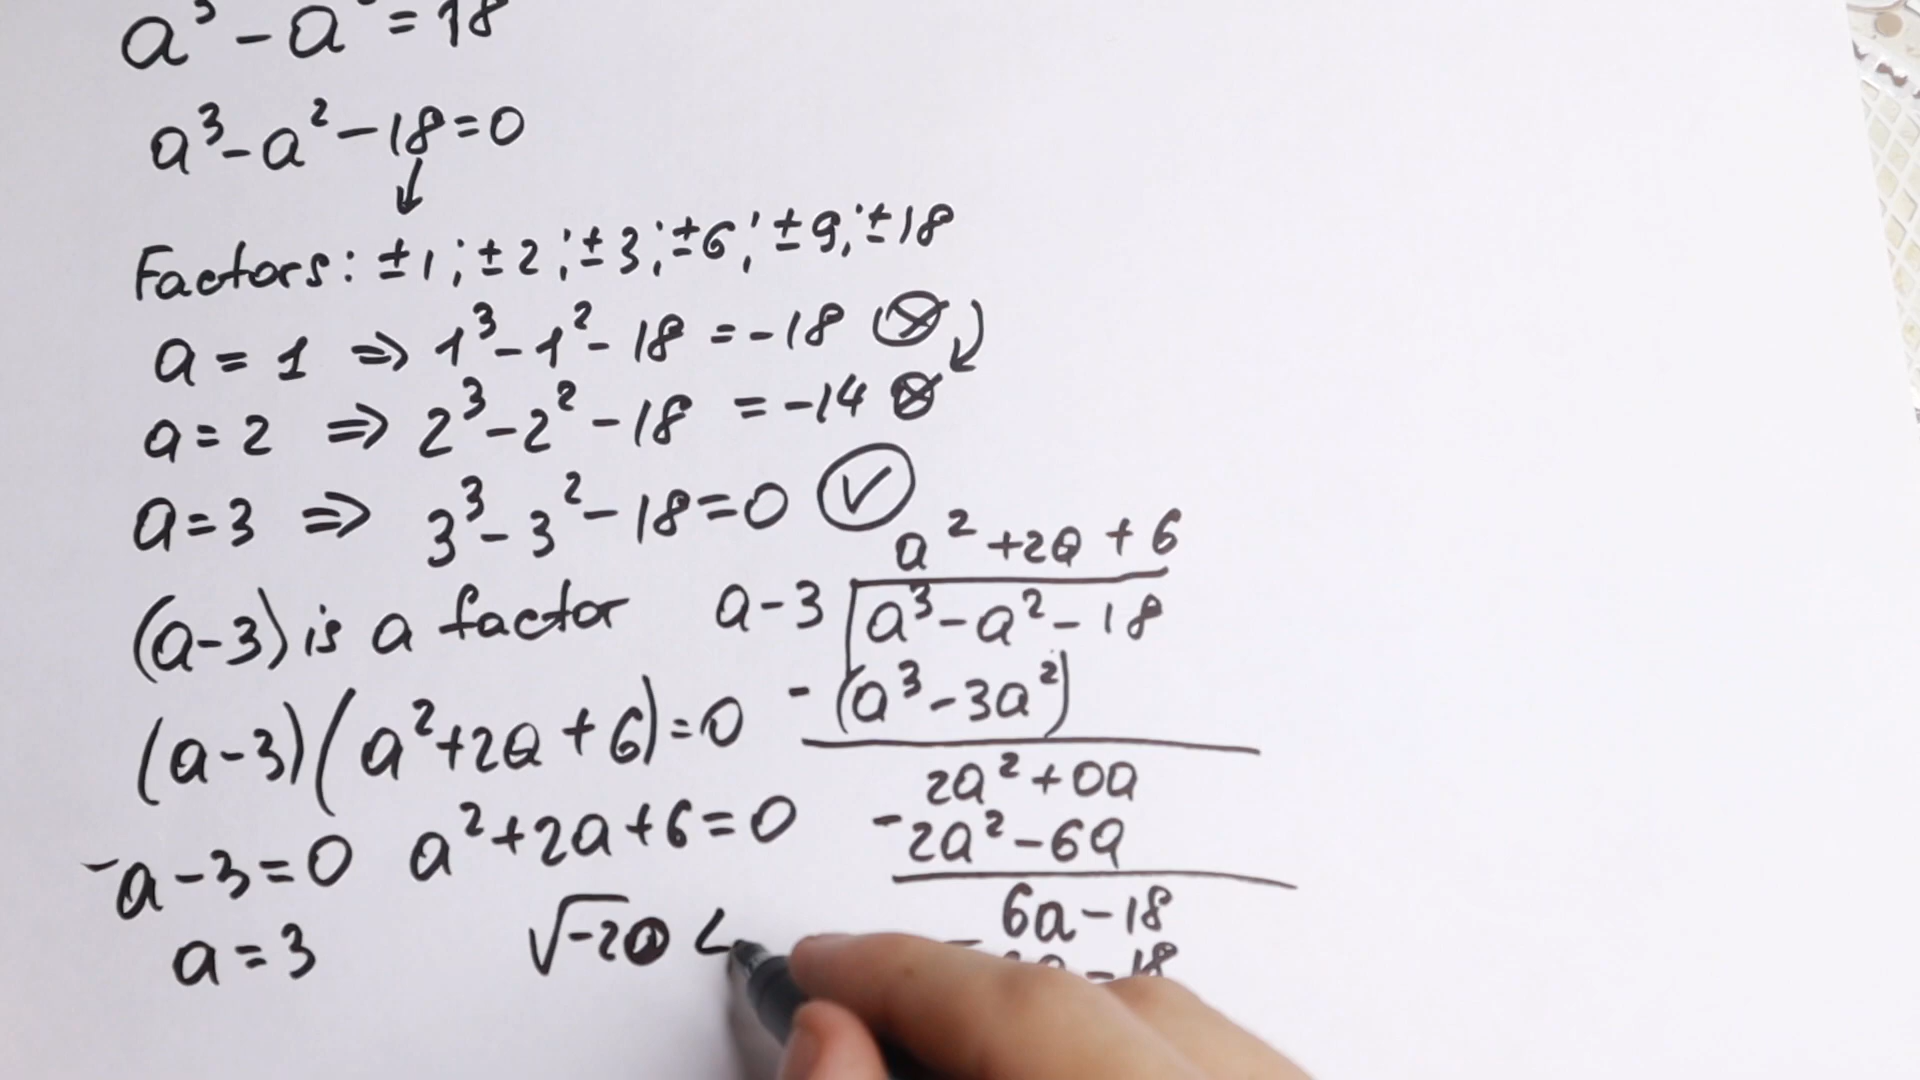 a³ - a² = 18
a³ - a² - 18 = 0
↓
Factors: ±1; ±2; ±3; ±6; ±9; ±18
a = 1 ⇒ 1³ - 1² - 18 = -18 ⊗
a = 2 ⇒ 2³ - 2² - 18 = -14 ⊗
a = 3 ⇒ 3³ - 3² - 18 = 0 ✓
(a-3) is a factor
(a-3)(a²+2a+6)=0
a-3=0 a²+2a+6=0
a = 3 √-20 <
a² + 2a + 6
a-3 a³ - a² - 18
- (a³ - 3a²)
2a² + 0a
- 2a² - 6a
6a - 18
- 18